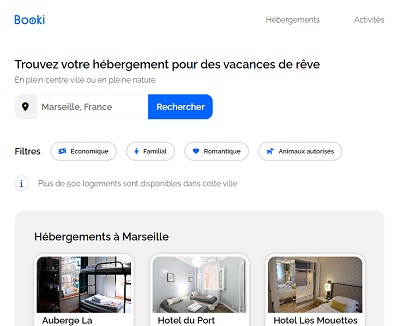 Booki
Hébergements
Activités
Trouvez votre hébergement pour des vacances de rêve
En plein centre ville ou en pleine nature
Marseille, France
Rechercher
Filtres
Economique
Familial
Romantique
Animaux autorisés
Plus de 500 logements sont disponibles dans cette ville
Hébergements à Marseille
Auberge La
Hotel du Port
Hotel Les Mouettes